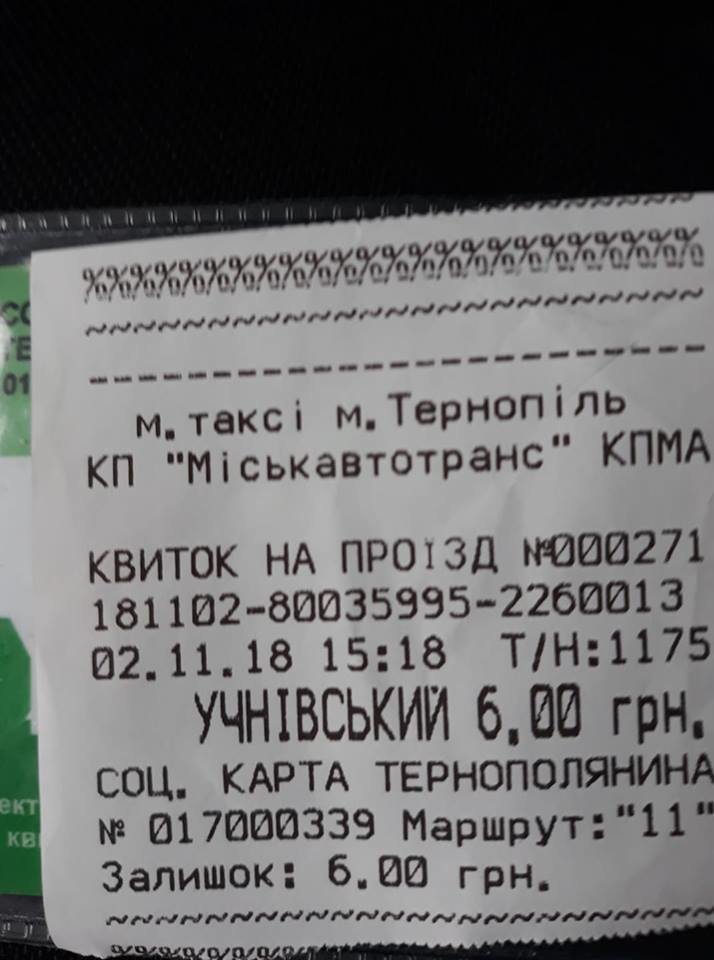 %%%%%%%%%%%%%%%%%%%%%%%%%
~~~~~~~~~~~~~~~~~~~~~~~~~
-------------------------
м.таксі м.Тернопіль
КП "Міськавтотранс" КПМА
КВИТОК НА ПРОЇЗД №000271
181102-80035995-2260013
02.11.18 15:18 Т/Н:1175
УЧНІВСЬКИЙ 6.00 грн.
СОЦ. КАРТА ТЕРНОПОЛЯНИНА
№ 017000339 Маршрут:"11"
Залишок: 6.00 грн.
~~~~~~~~~~~~~~~~~~~~~~~~~
01